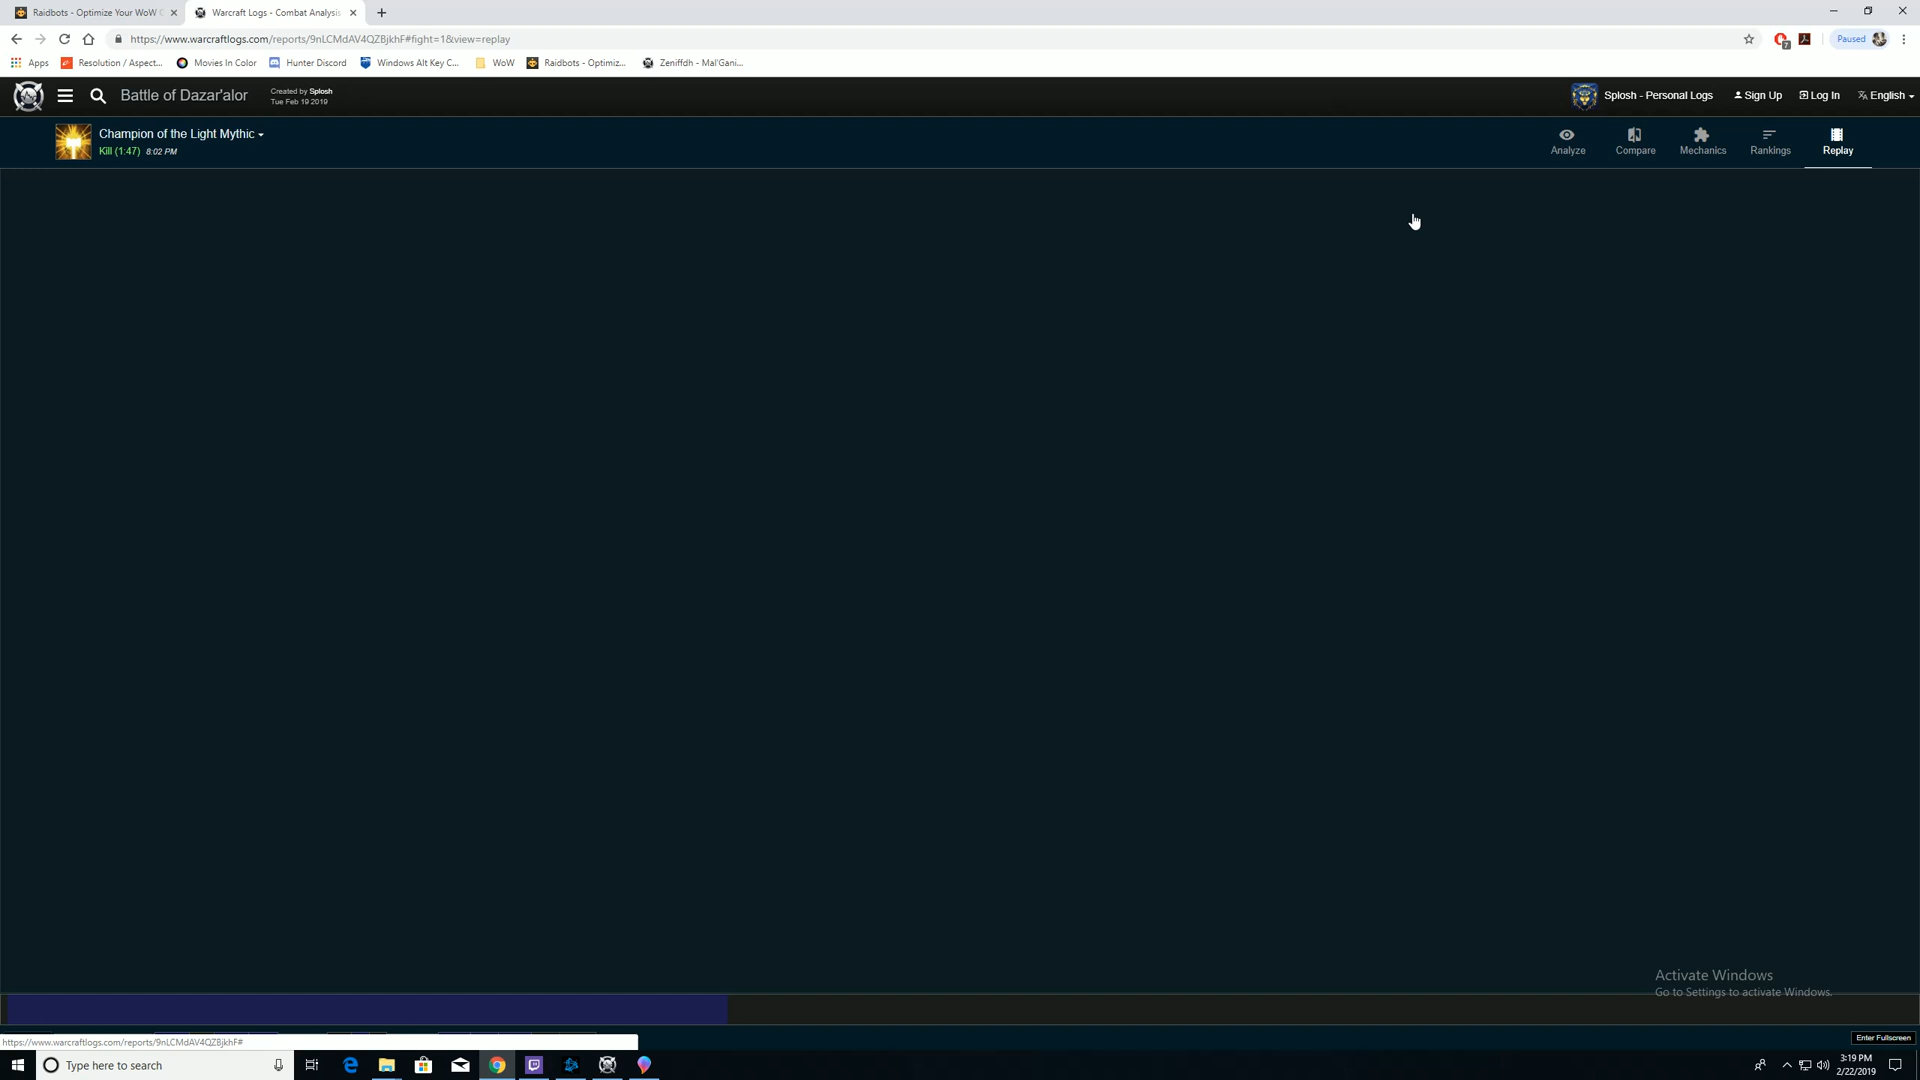 Raidbots - Optimize Your WoW C
Warcraft Logs - Combat Analysis
https://www.warcraftlogs.com/reports/9nLCMdAV4QZBjkhF#fight=1&view=replay
7
Paused
Apps
Resolution / Aspect...
Movies In Color
Hunter Discord
Windows Alt Key C...
WoW
Raidbots - Optimiz...
Zeniffdh - Mal'Gani...
Battle of Dazar'alor
Created by Splosh
Tue Feb 19 2019
Splosh - Personal Logs
Sign Up
Log In
English
Champion of the Light Mythic
Kill (1:47) 8:02 PM
Analyze
Compare
Mechanics
Rankings
Replay
Activate Windows
Go to Settings to activate Windows.
https://www.warcraftlogs.com/reports/9nLCMdAV4QZBjkhF#
Enter Fullscreen
Type here to search
3:19 PM
2/22/2019